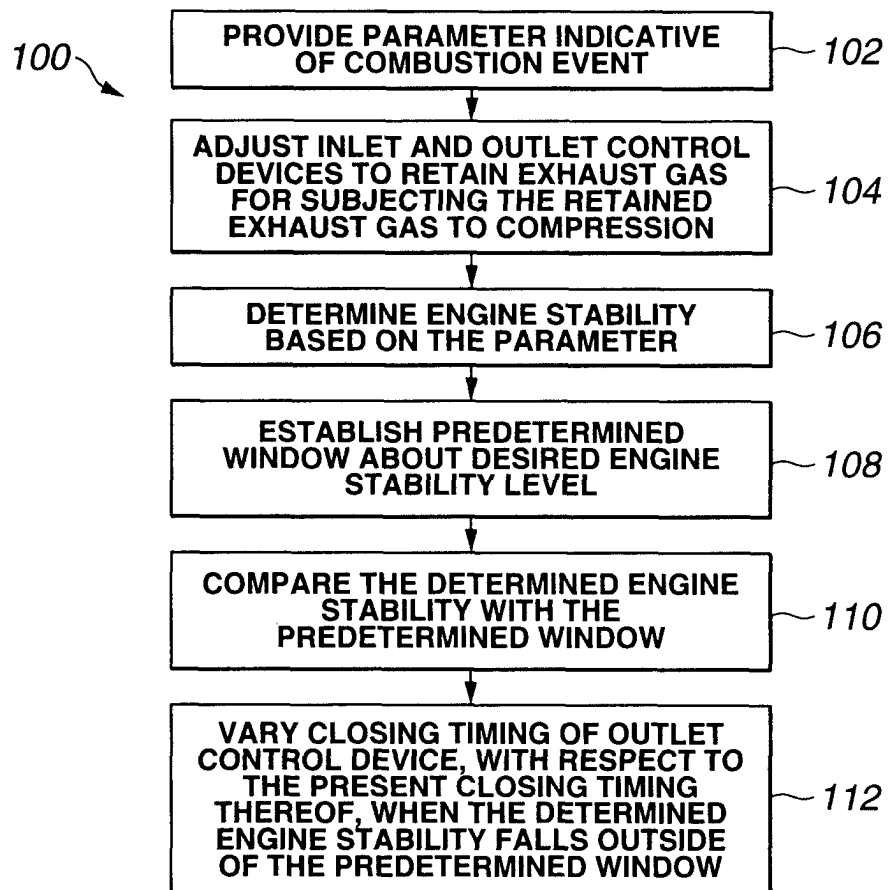 100
PROVIDE PARAMETER INDICATIVE
OF COMBUSTION EVENT
102
ADJUST INLET AND OUTLET CONTROL
DEVICES TO RETAIN EXHAUST GAS
FOR SUBJECTING THE RETAINED
EXHAUST GAS TO COMPRESSION
104
DETERMINE ENGINE STABILITY
BASED ON THE PARAMETER
106
ESTABLISH PREDETERMINED
WINDOW ABOUT DESIRED ENGINE
STABILITY LEVEL
108
COMPARE THE DETERMINED ENGINE
STABILITY WITH THE
PREDETERMINED WINDOW
110
VARY CLOSING TIMING OF OUTLET
CONTROL DEVICE, WITH RESPECT TO
THE PRESENT CLOSING TIMING
THEREOF, WHEN THE DETERMINED
ENGINE STABILITY FALLS OUTSIDE
OF THE PREDETERMINED WINDOW
112